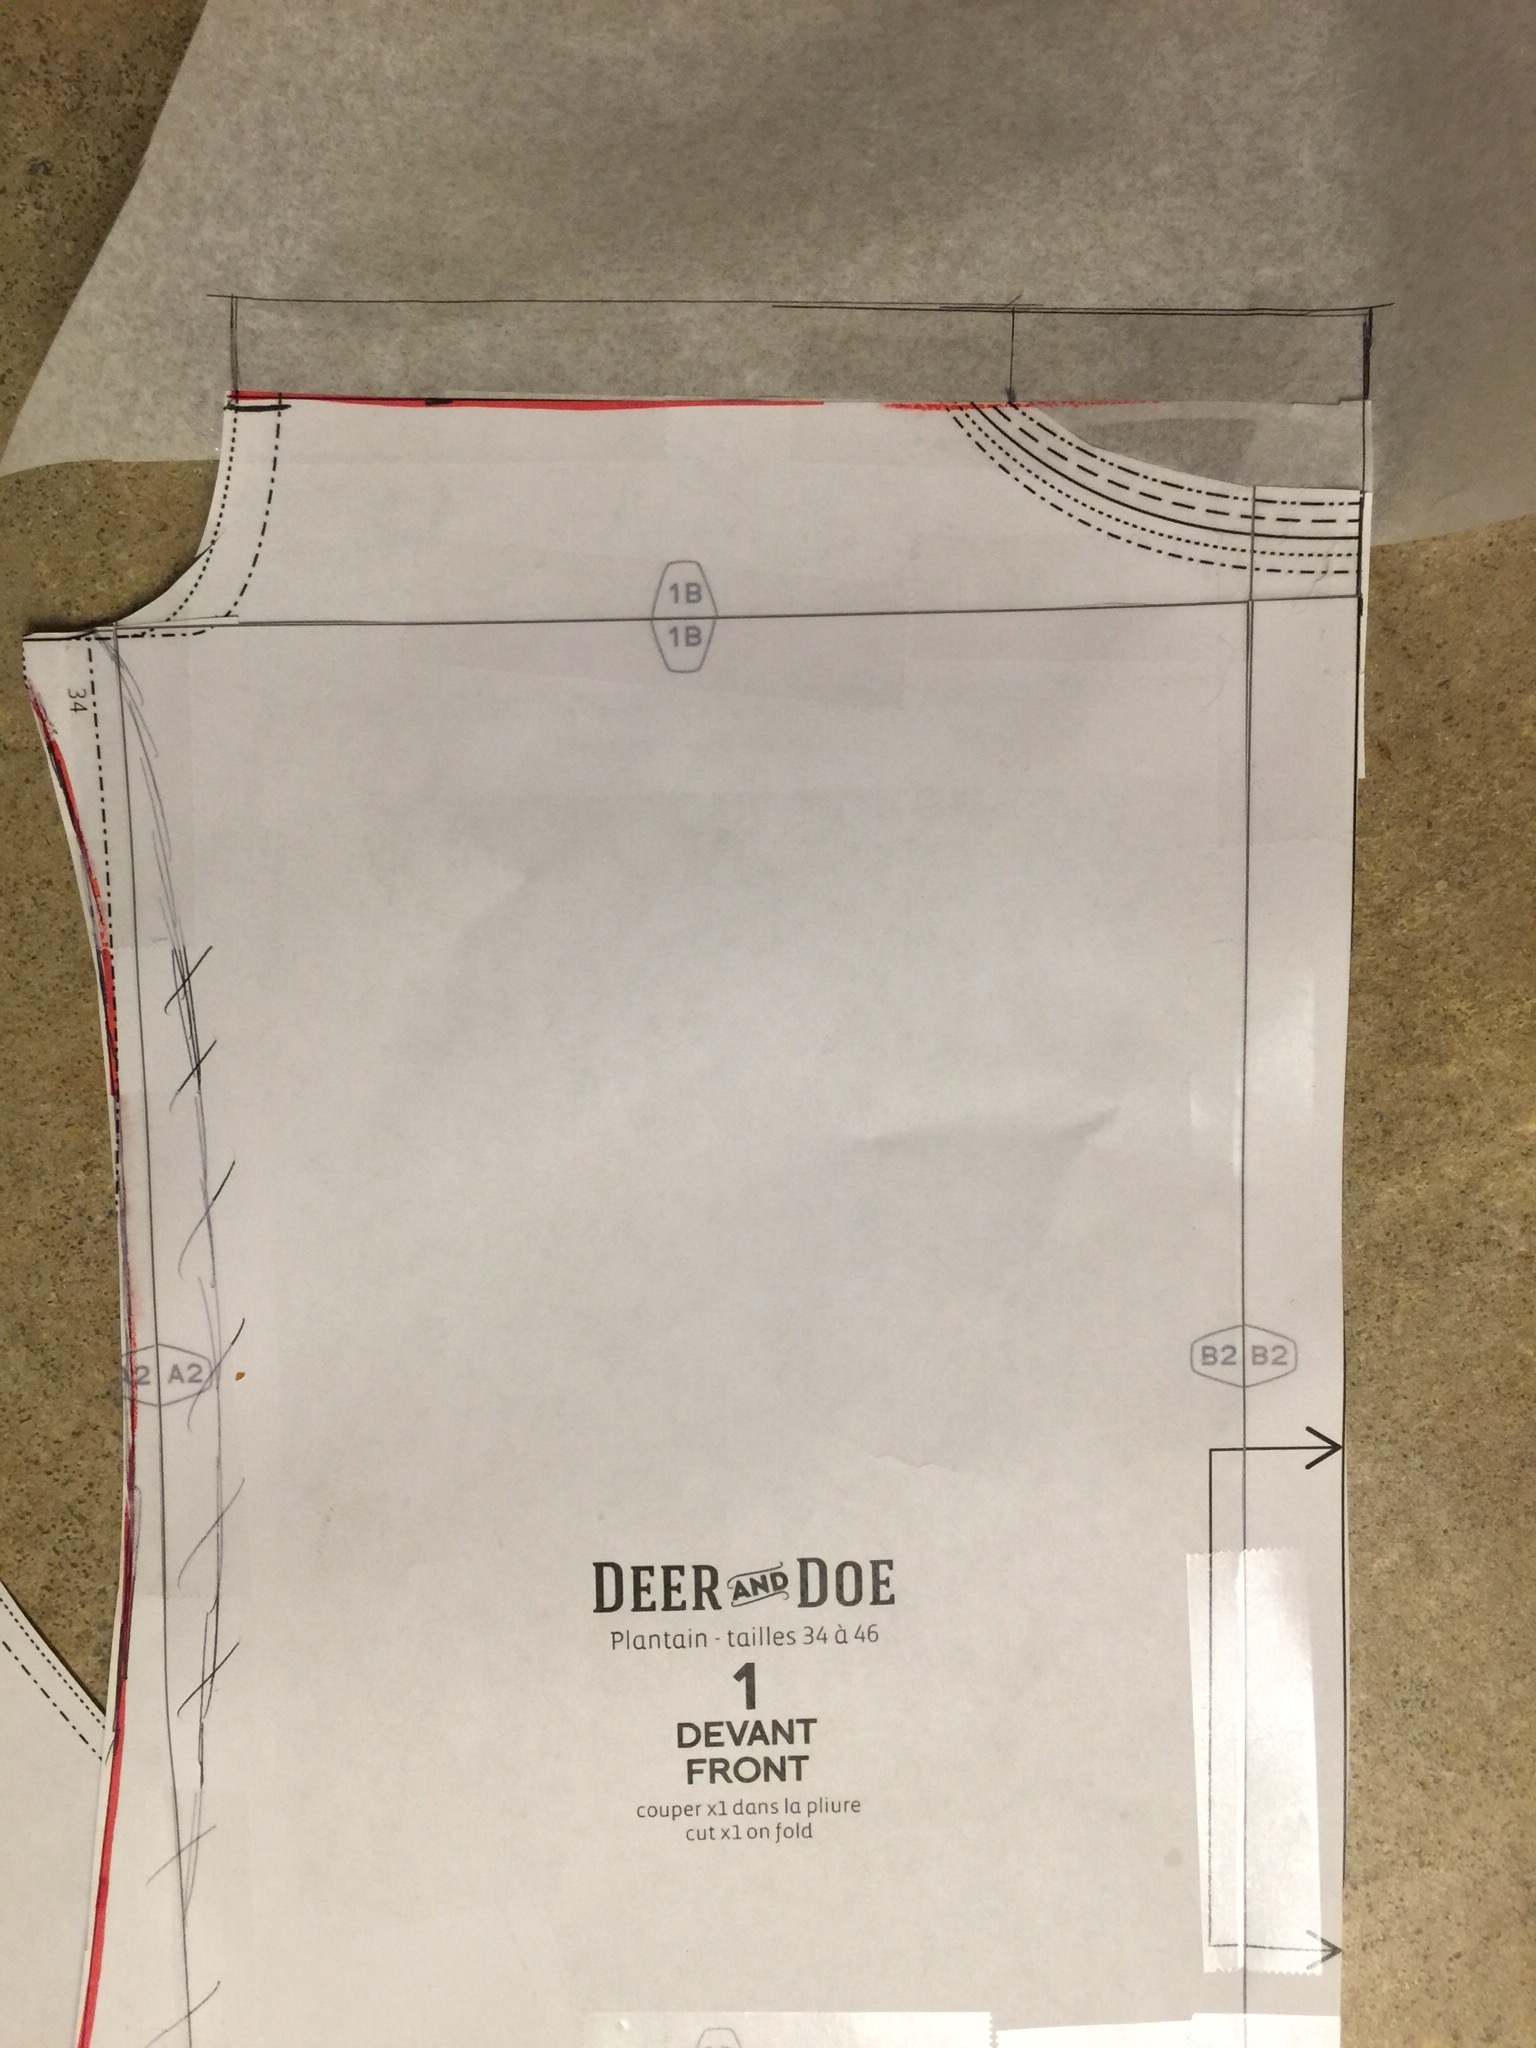 1B
1B
34
A2 A2
B2 B2
DEER AND DOE
Plantain - tailles 34 à 46
1
DEVANT
FRONT
couper x1 dans la pliure
cut x1 on fold